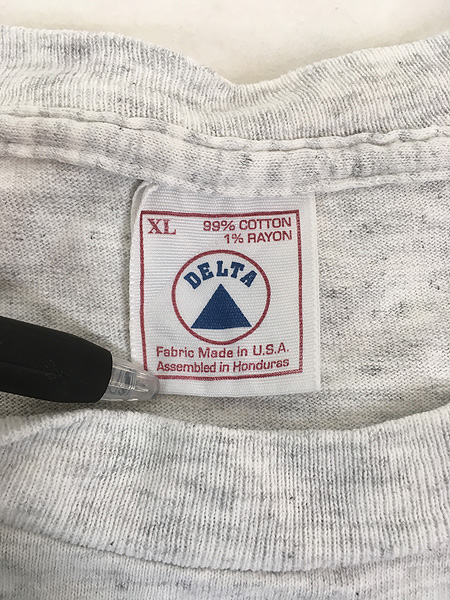 XL
99% COTTON
1% RAYON
DELTA
Fabric Made in U.S.A.
Assembled in Honduras